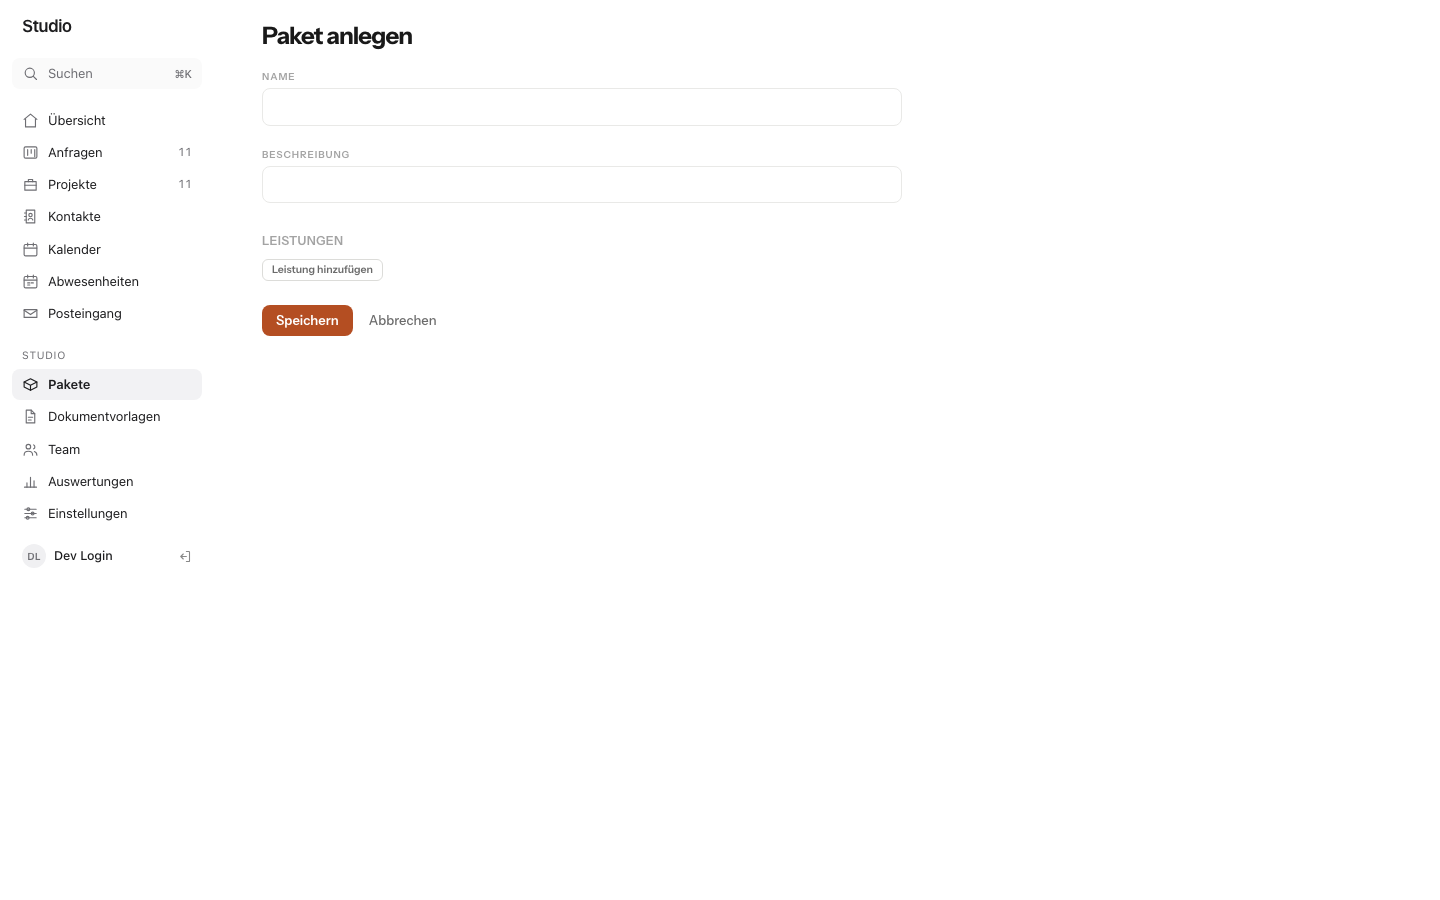 Studio
Suchen ⌘K
Übersicht
Anfragen 11
Projekte 11
Kontakte
Kalender
Abwesenheiten
Posteingang
STUDIO
Pakete
Dokumentvorlagen
Team
Auswertungen
Einstellungen
DL Dev Login
Paket anlegen
NAME
BESCHREIBUNG
LEISTUNGEN
Leistung hinzufügen
Speichern Abbrechen